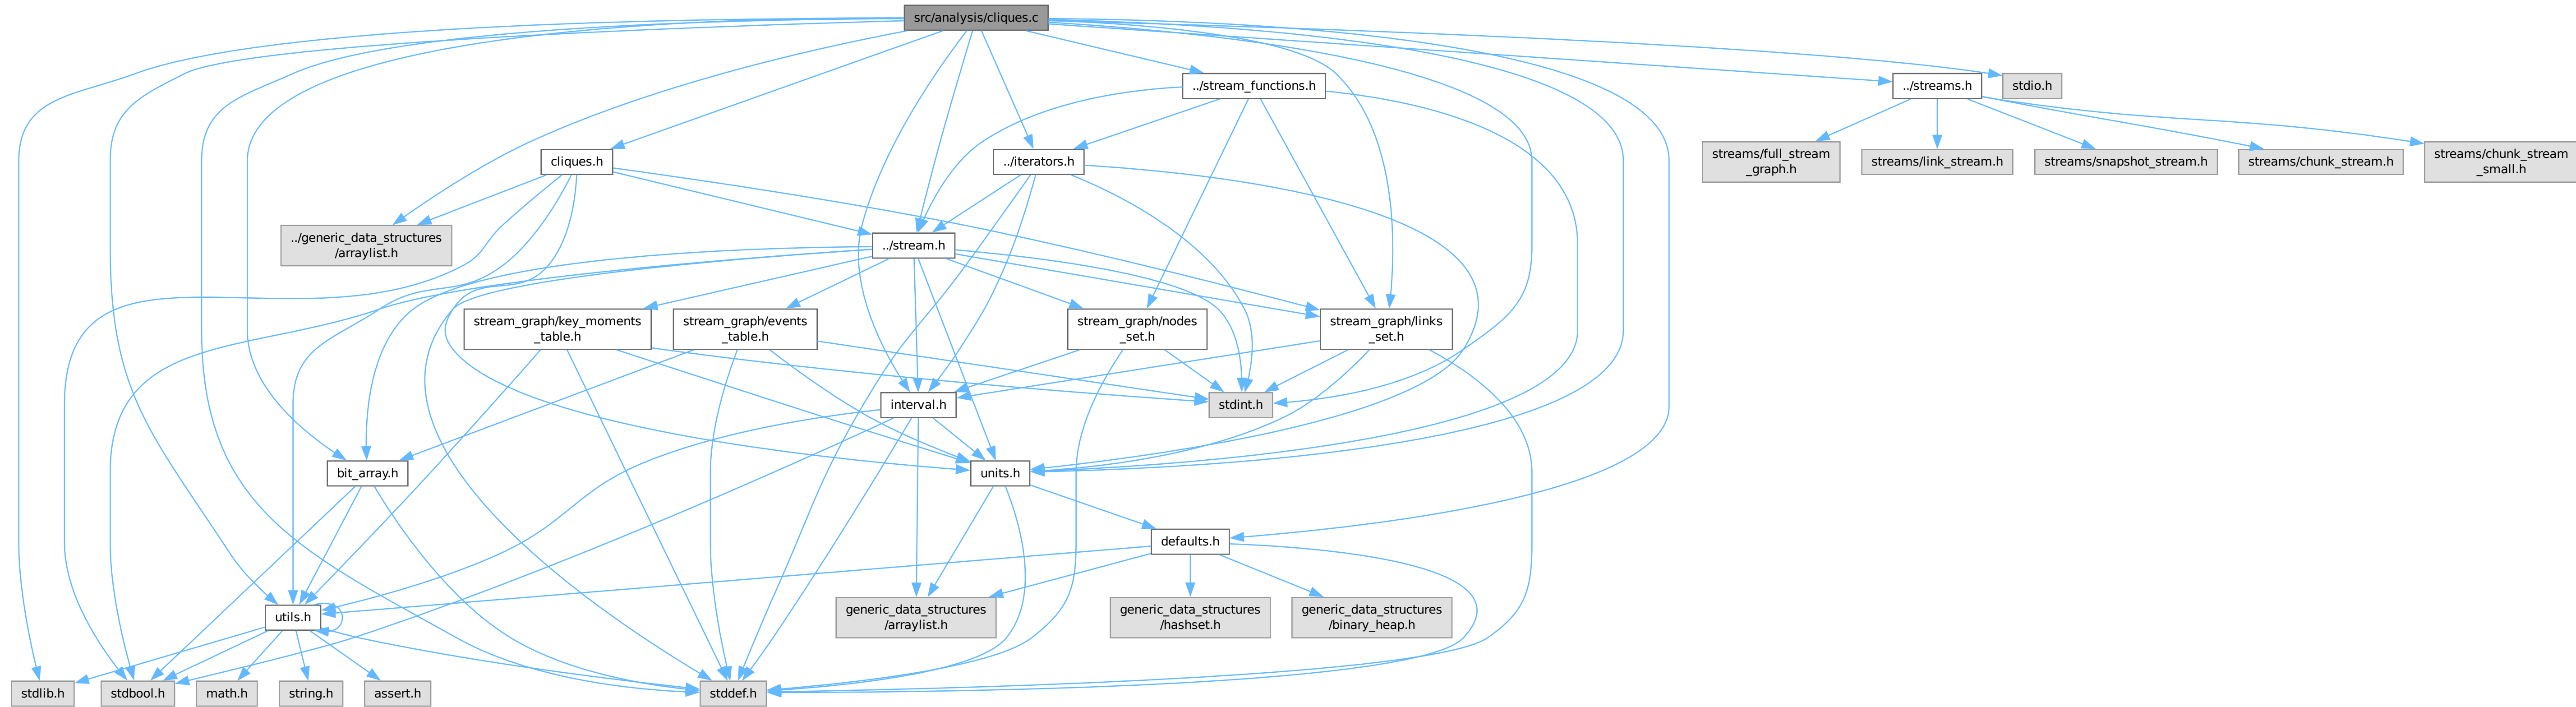 src/analysis/cliques.c
../stream_functions.h
../streams.h
stdio.h
cliques.h
../iterators.h
streams/full_stream
_graph.h
streams/link_stream.h
streams/snapshot_stream.h
streams/chunk_stream.h
streams/chunk_stream
_small.h
../generic_data_structures
/arraylist.h
../stream.h
stream_graph/key_moments
_table.h
stream_graph/events
_table.h
stream_graph/nodes
_set.h
stream_graph/links
_set.h
interval.h
stdint.h
bit_array.h
units.h
defaults.h
utils.h
generic_data_structures
/arraylist.h
generic_data_structures
/hashset.h
generic_data_structures
/binary_heap.h
stdlib.h
stdbool.h
math.h
string.h
assert.h
stddef.h